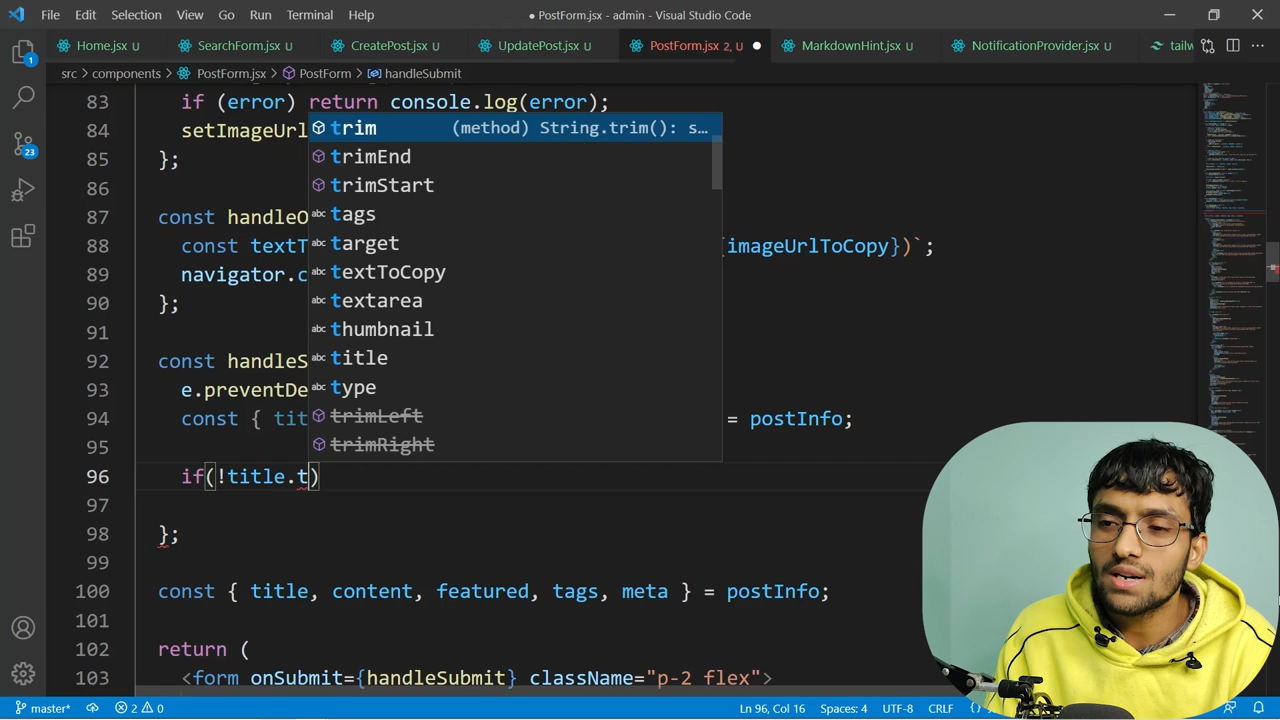 File Edit Selection View Go Run Terminal Help
● PostForm.jsx - admin - Visual Studio Code
Home.jsx U SearchForm.jsx U CreatePost.jsx U UpdatePost.jsx U PostForm.jsx 2, U MarkdownHint.jsx U NotificationProvider.jsx U tailw
src > components > PostForm.jsx > PostForm > handleSubmit
83 if (error) return console.log(error);
84 setImageUrl
85 };
86
87 const handleO
88 const textT {imageUrlToCopy})`;
89 navigator.c
90 };
91
92 const handleS
93 e.preventDe
94 const { tit = postInfo;
95
96 if(!title.t)
97
98 };
99
100 const { title, content, featured, tags, meta } = postInfo;
101
102 return (
103 <form onSubmit={handleSubmit} className="p-2 flex">
trim (method) String.trim(): s…
trimEnd
trimStart
tags
target
textToCopy
textarea
thumbnail
title
type
trimLeft
trimRight
1
23
master* 2 0 Ln 96, Col 16 Spaces: 4 UTF-8 CRLF